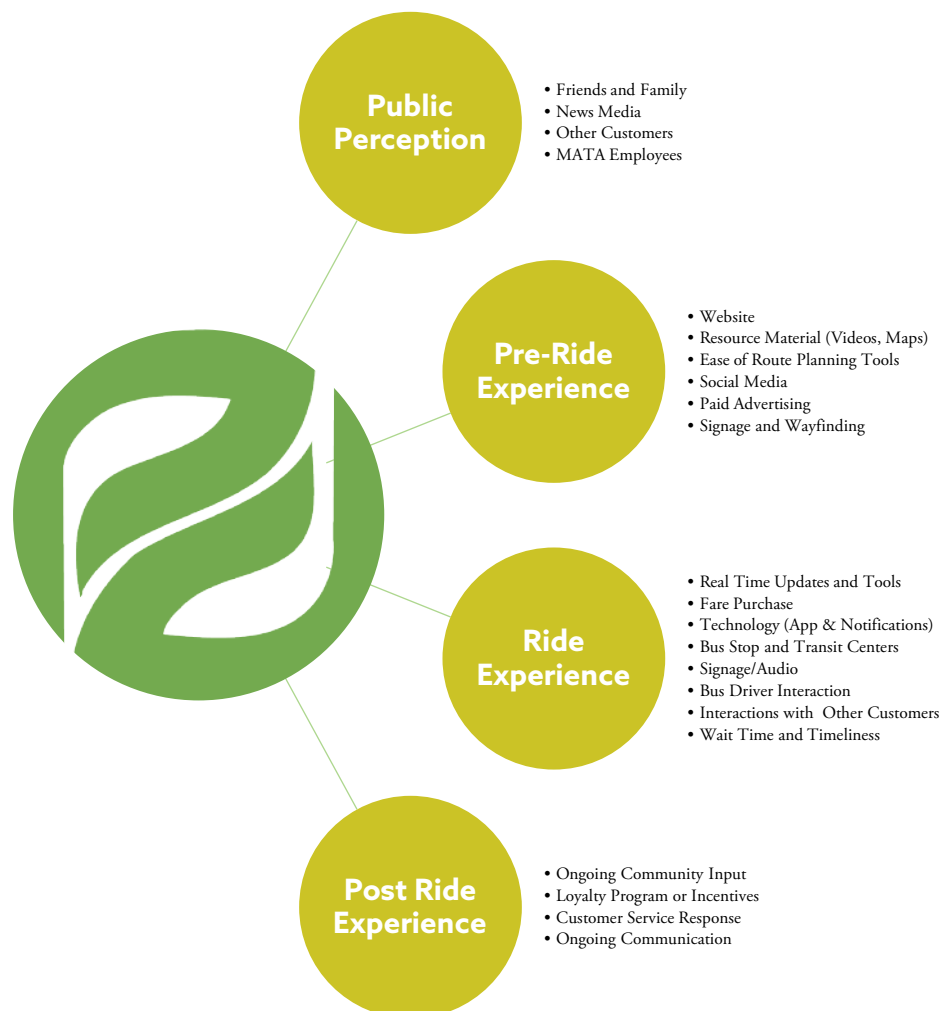 Public
Perception
• Friends and Family
• News Media
• Other Customers
• MATA Employees
Pre-Ride
Experience
• Website
• Resource Material (Videos, Maps)
• Ease of Route Planning Tools
• Social Media
• Paid Advertising
• Signage and Wayfinding
Ride
Experience
• Real Time Updates and Tools
• Fare Purchase
• Technology (App & Notifications)
• Bus Stop and Transit Centers
• Signage/Audio
• Bus Driver Interaction
• Interactions with  Other Customers
• Wait Time and Timeliness
Post Ride
Experience
• Ongoing Community Input
• Loyalty Program or Incentives
• Customer Service Response
• Ongoing Communication